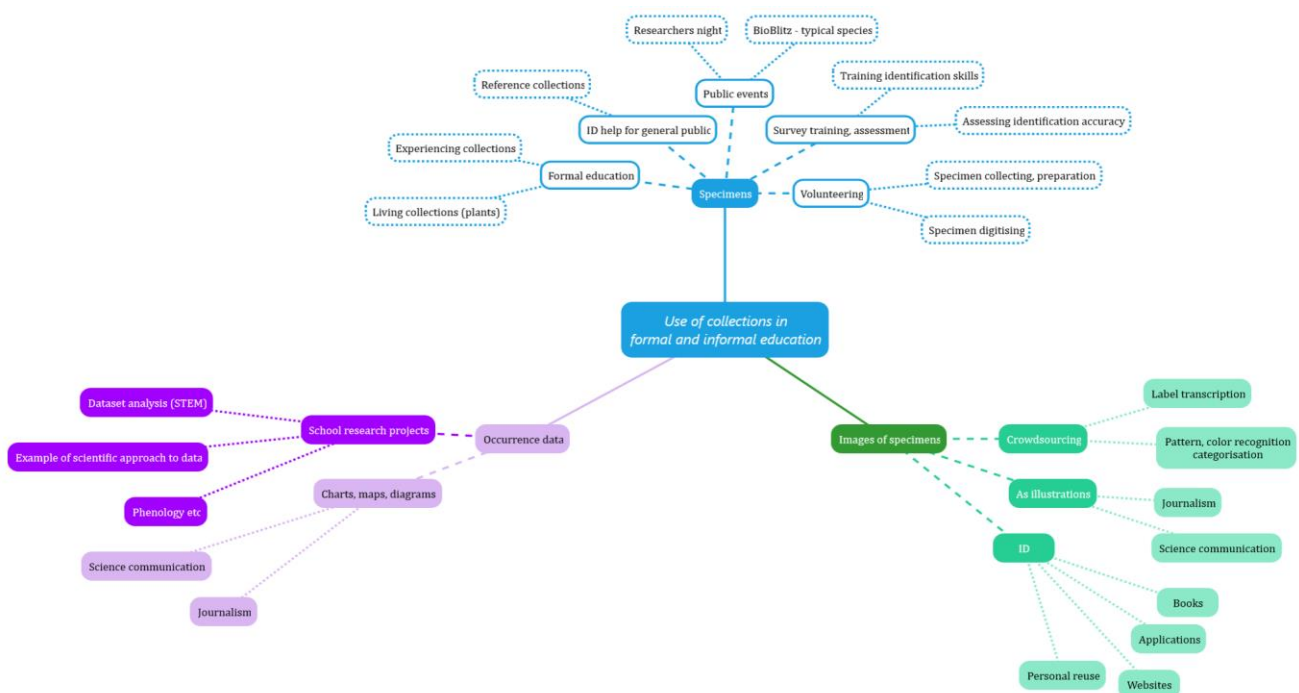 Researchers night
BioBlitz - typical species
Training identification skills
Reference collections
Public events
Assessing identification accuracy
ID help for general public
Survey training, assessment
Experiencing collections
Formal education
Specimens
Volunteering
Specimen collecting, preparation
Living collections (plants)
Specimen digitising
Use of collections in
formal and informal education
Dataset analysis (STEM)
School research projects
Occurrence data
Example of scientific approach to data
Charts, maps, diagrams
Phenology etc
Science communication
Journalism
Images of specimens
Crowdsourcing
Label transcription
Pattern, color recognition
categorisation
As illustrations
Journalism
Science communication
ID
Books
Applications
Websites
Personal reuse